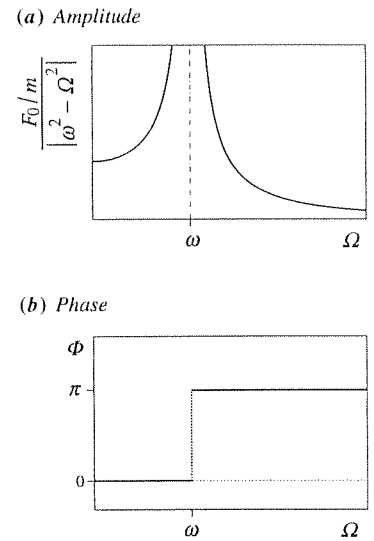 (a) Amplitude
F₀/m
|ω² − Ω²|
ω Ω
(b) Phase
Φ
π
0
ω Ω